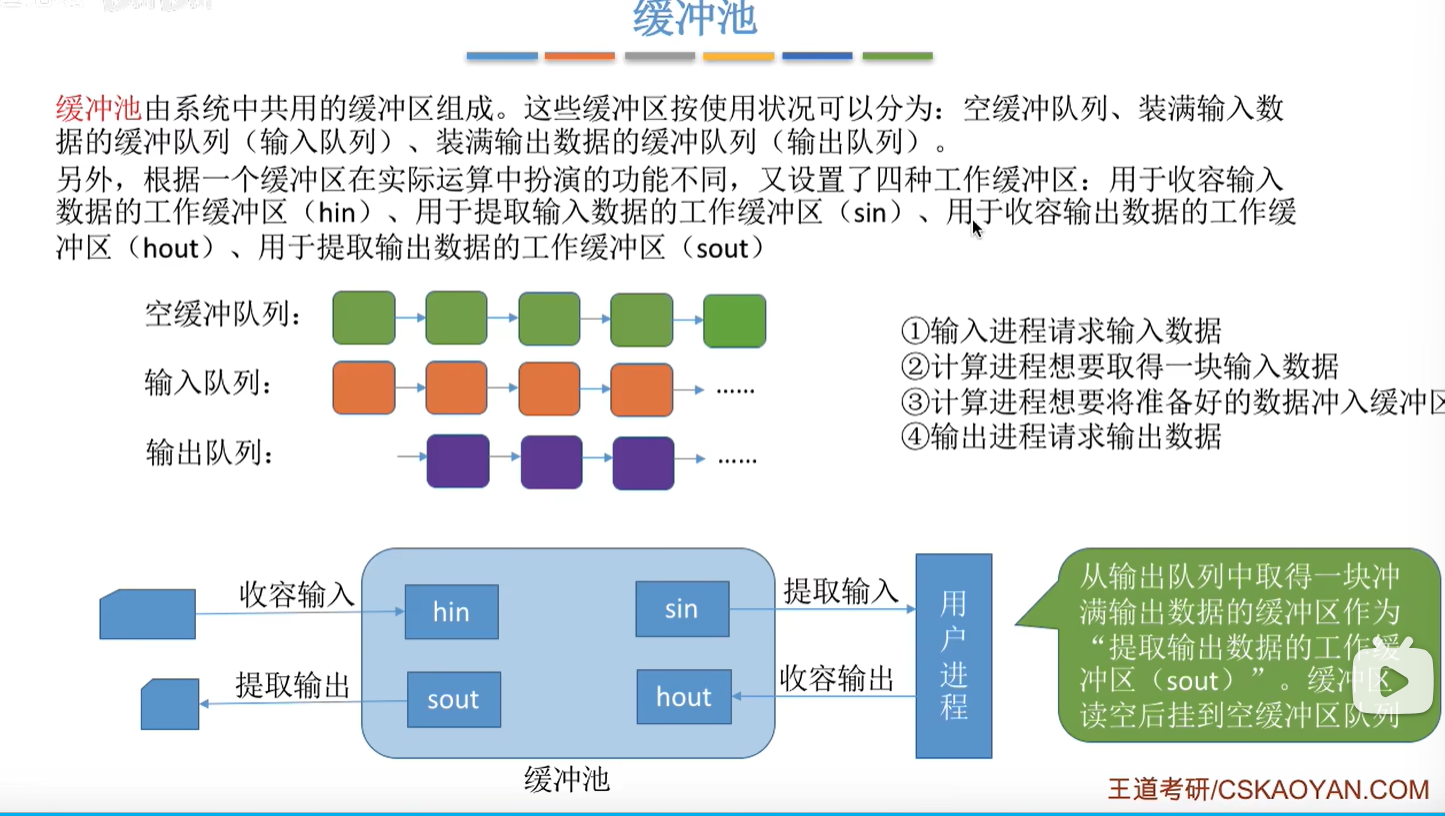 缓冲池
缓冲池由系统中共用的缓冲区组成。这些缓冲区按使用状况可以分为：空缓冲队列、装满输入数
据的缓冲队列（输入队列）、装满输出数据的缓冲队列（输出队列）。
另外，根据一个缓冲区在实际运算中扮演的功能不同，又设置了四种工作缓冲区：用于收容输入
数据的工作缓冲区（hin）、用于提取输入数据的工作缓冲区（sin）、用于收容输出数据的工作缓
冲区（hout）、用于提取输出数据的工作缓冲区（sout）
空缓冲队列：
输入队列：
……
输出队列：
……
①输入进程请求输入数据
②计算进程想要取得一块输入数据
③计算进程想要将准备好的数据冲入缓冲区
④输出进程请求输出数据
收容输入
hin
sin
提取输入
提取输出
sout
hout
收容输出
用户进程
缓冲池
从输出队列中取得一块冲
满输出数据的缓冲区作为
“提取输出数据的工作缓
冲区（sout）”。缓冲区
读空后挂到空缓冲区队列
王道考研/CSKAOYAN.COM